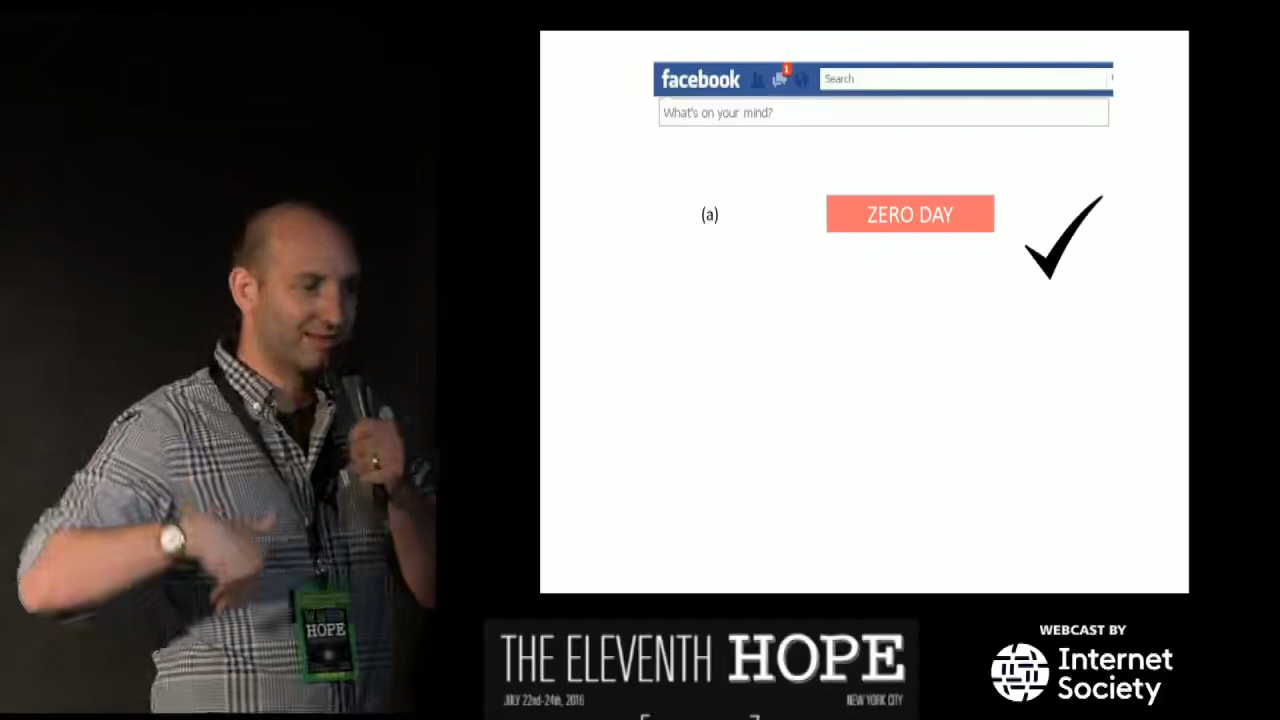 facebook
1
Search
What's on your mind?
(a)
ZERO DAY
HOPE
THE ELEVENTH HOPE
JULY 22nd-24th, 2016
NEW YORK CITY
WEBCAST BY
Internet
Society